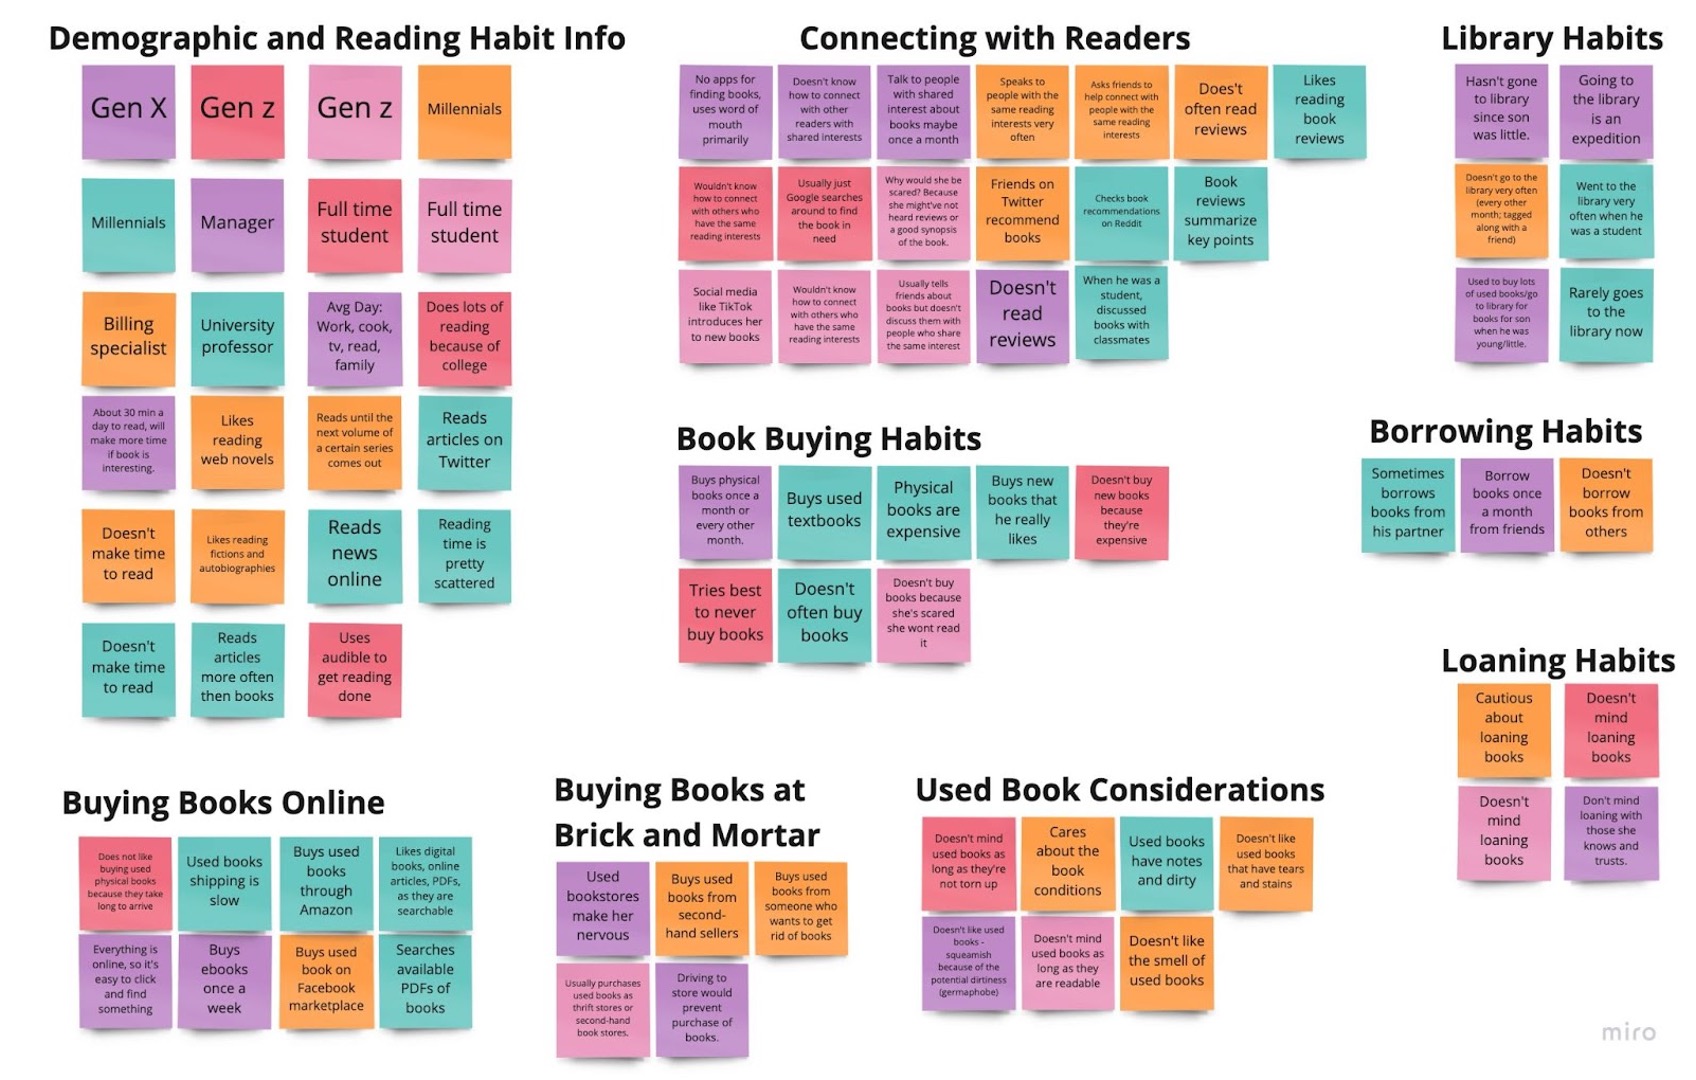 Demographic and Reading Habit Info
Gen X
Gen z
Gen z
Millennials
Millennials
Manager
Full time
student
Full time
student
Billing
specialist
University
professor
Avg Day:
Work, cook,
tv, read,
family
Does lots of
reading
because of
college
About 30 min a
day to read, will
make more time
if book is
interesting.
Likes
reading
web novels
Reads until the
next volume of
a certain series
comes out
Reads
articles on
Twitter
Doesn't
make time
to read
Likes reading
fictions and
autobiographies
Reads
news
online
Reading
time is
pretty
scattered
Doesn't
make time
to read
Reads
articles
more often
then books
Uses
audible to
get reading
done
Connecting with Readers
No apps for
finding books,
uses word of
mouth
primarily
Doesn't know
how to connect
with other
readers with
shared interests
Talk to people
with shared
interest about
books maybe
once a month
Speaks to
people with the
same reading
interests very
often
Asks friends to
help connect with
people with the
same reading
interests
Does't
often read
reviews
Likes
reading
book
reviews
Wouldn't know
how to connect
with others who
have the same
reading interests
Usually just
Google searches
around to find
the book in
need
Why would she be
scared? Because
she might've not
heard reviews or
a good synopsis
of the book.
Friends on
Twitter
recommend
books
Checks book
recommendations
on Reddit
Book
reviews
summarize
key points
Social media
like TikTok
introduces her
to new books
Wouldn't know
how to connect
with others who
have the same
reading interests
Usually tells
friends about
books but doesn't
discuss them with
people who share
the same interest
Doesn't
read
reviews
When he was a
student,
discussed
books with
classmates
Library Habits
Hasn't gone
to library
since son
was little.
Going to
the library
is an
expedition
Doesn't go to the
library very often
(every other
month; tagged
along with a
friend)
Went to the
library very
often when he
was a student
Used to buy lots
of used books/go
to library for
books for son
when he was
young/little.
Rarely goes
to the
library now
Book Buying Habits
Buys physical
books once a
month or
every other
month.
Buys used
textbooks
Physical
books are
expensive
Buys new
books that
he really
likes
Doesn't buy
new books
because
they're
expensive
Tries best
to never
buy books
Doesn't
often buy
books
Doesn't buy
books because
she's scared
she wont read
it
Borrowing Habits
Sometimes
borrows
books from
his partner
Borrow
books once
a month
from friends
Doesn't
borrow
books from
others
Loaning Habits
Cautious
about
loaning
books
Doesn't
mind
loaning
books
Doesn't
mind
loaning
books
Don't mind
loaning with
those she
knows and
trusts.
Buying Books Online
Does not like
buying used
physical books
because they take
long to arrive
Used books
shipping is
slow
Buys used
books
through
Amazon
Likes digital
books, online
articles, PDFs,
as they are
searchable
Everything is
online, so it's
easy to click
and find
something
Buys
ebooks
once a
week
Buys used
book on
Facebook
marketplace
Searches
available
PDFs of
books
Buying Books at
Brick and Mortar
Used
bookstores
make her
nervous
Buys used
books from
second-
hand sellers
Buys used
books from
someone who
wants to get
rid of books
Usually purchases
used books as
thrift stores or
second-hand
book stores.
Driving to
store would
prevent
purchase of
books.
Used Book Considerations
Doesn't mind
used books as
long as they're
not torn up
Cares
about the
book
conditions
Used books
have notes
and dirty
Doesn't like
used books
that have tears
and stains
Doesn't like used
books -
squeamish
because of the
potential dirtiness
(germaphobe)
Doesn't mind
used books as
long as they
are readable
Doesn't like
the smell of
used books
miro